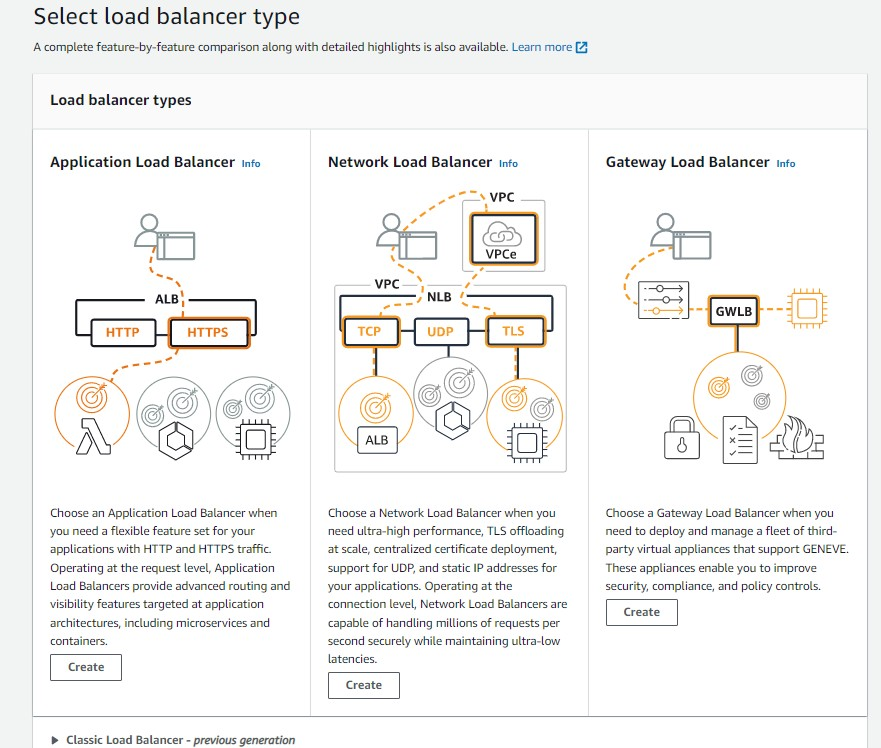 Select load balancer type
A complete feature-by-feature comparison along with detailed highlights is also available. Learn more
Load balancer types
Application Load Balancer Info
ALB
HTTP
HTTPS
Choose an Application Load Balancer when
you need a flexible feature set for your
applications with HTTP and HTTPS traffic.
Operating at the request level, Application
Load Balancers provide advanced routing and
visibility features targeted at application
architectures, including microservices and
containers.
Create
Network Load Balancer Info
VPC
VPCe
VPC
NLB
TCP
UDP
TLS
ALB
Choose a Network Load Balancer when you
need ultra-high performance, TLS offloading
at scale, centralized certificate deployment,
support for UDP, and static IP addresses for
your applications. Operating at the
connection level, Network Load Balancers are
capable of handling millions of requests per
second securely while maintaining ultra-low
latencies.
Create
Gateway Load Balancer Info
GWLB
Choose a Gateway Load Balancer when you
need to deploy and manage a fleet of third-
party virtual appliances that support GENEVE.
These appliances enable you to improve
security, compliance, and policy controls.
Create
Classic Load Balancer - previous generation